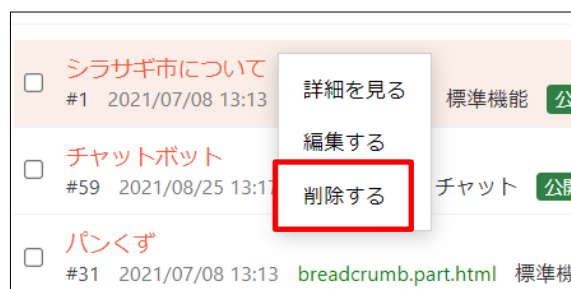 シラサギ市について
#1 2021/07/08 13:13
標準機能
公
詳細を見る
編集する
削除する
チャットボット
#59 2021/08/25 13:17
チャット
公開
パンくず
#31 2021/07/08 13:13 breadcrumb.part.html 標準機